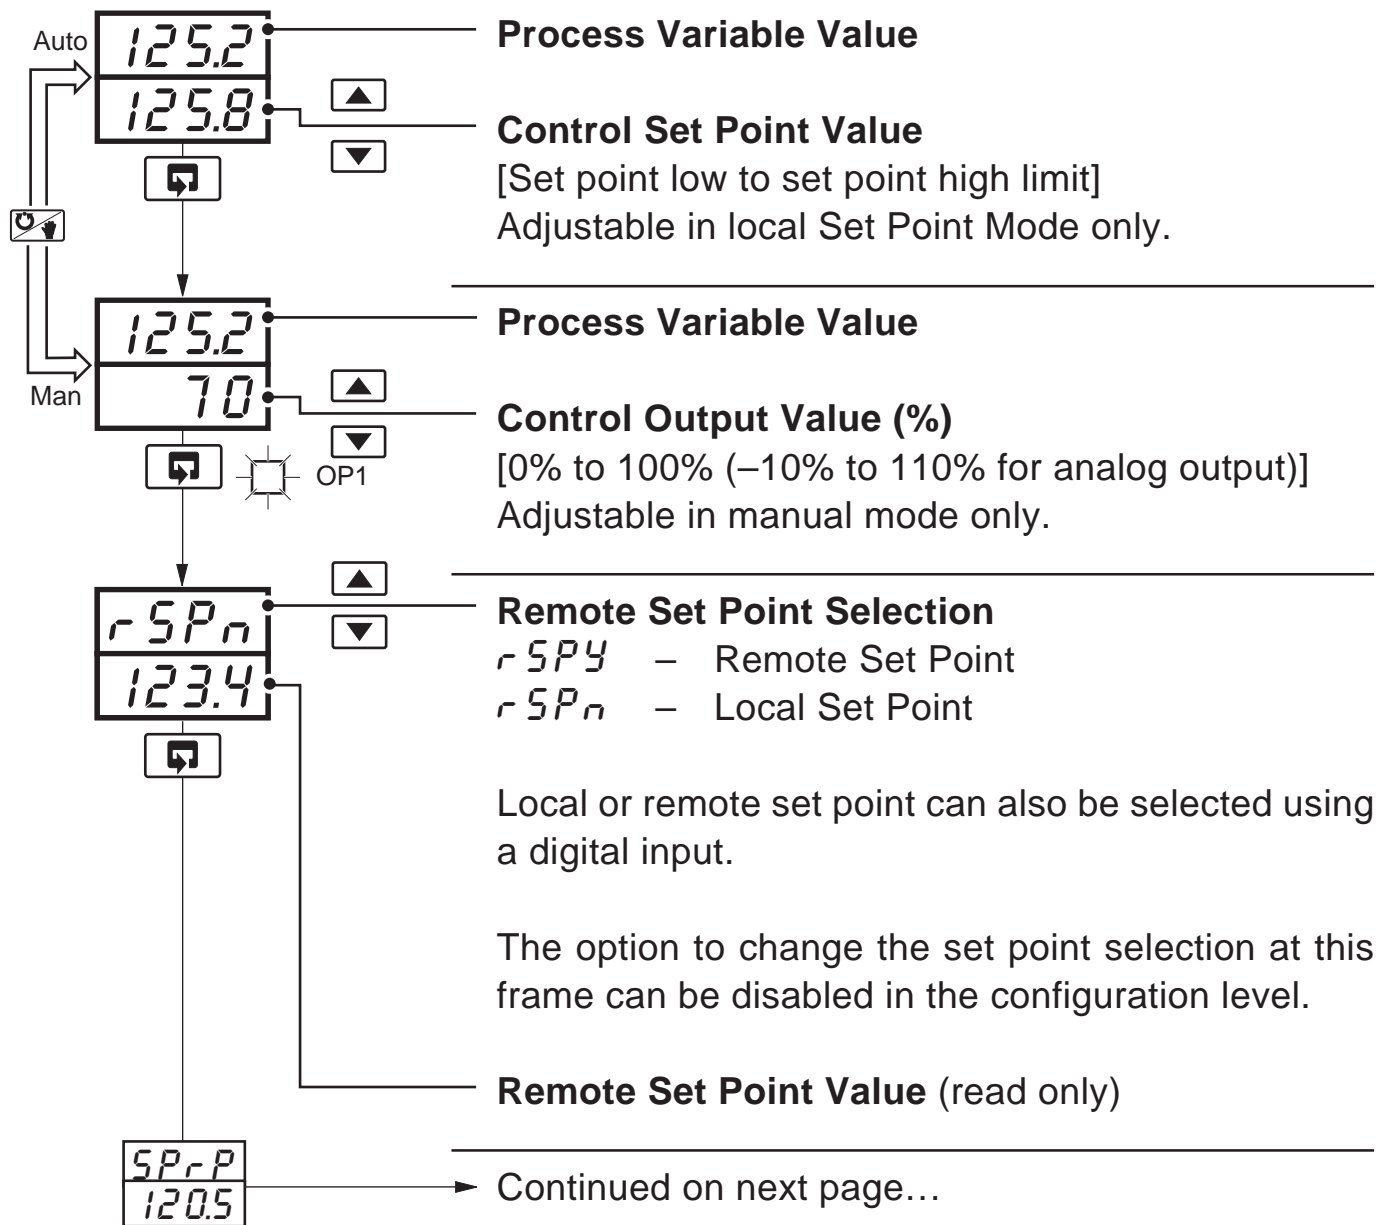 Auto
125.2
Process Variable Value
125.8
Control Set Point Value
[Set point low to set point high limit]
Adjustable in local Set Point Mode only.
125.2
Process Variable Value
Man
70
Control Output Value (%)
[0% to 100% (–10% to 110% for analog output)]
OP1
Adjustable in manual mode only.
rSPn
Remote Set Point Selection
rSPY – Remote Set Point
123.4
rSPn – Local Set Point
Local or remote set point can also be selected using
a digital input.
The option to change the set point selection at this
frame can be disabled in the configuration level.
Remote Set Point Value (read only)
SPrP
120.5
Continued on next page…